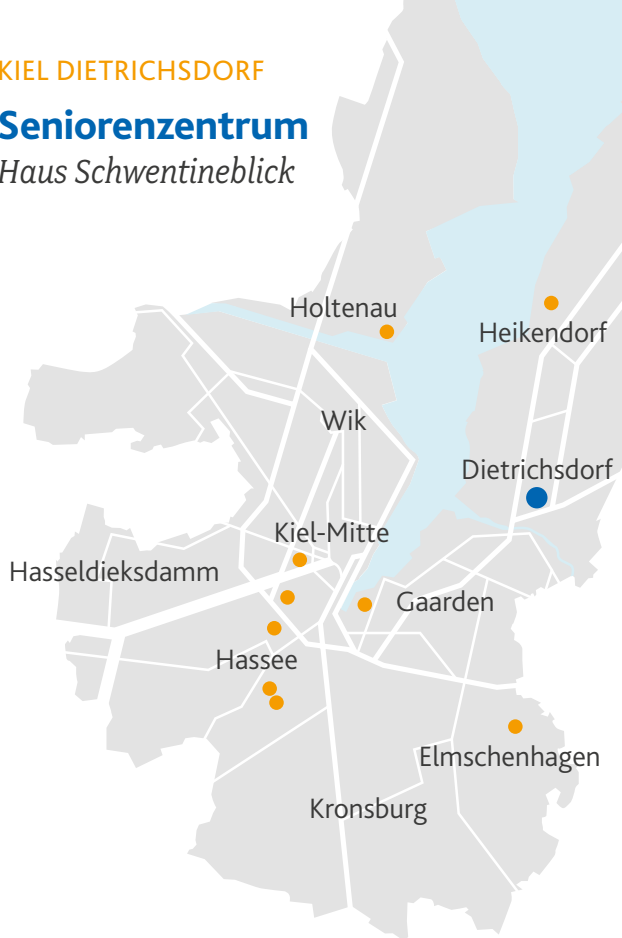 KIEL DIETRICHSDORF
Seniorenzentrum
Haus Schwentineblick
Holtenau
Heikendorf
Wik
Dietrichsdorf
Kiel-Mitte
Hasseldieksdamm
Gaarden
Hassee
Elmschenhagen
Kronsburg